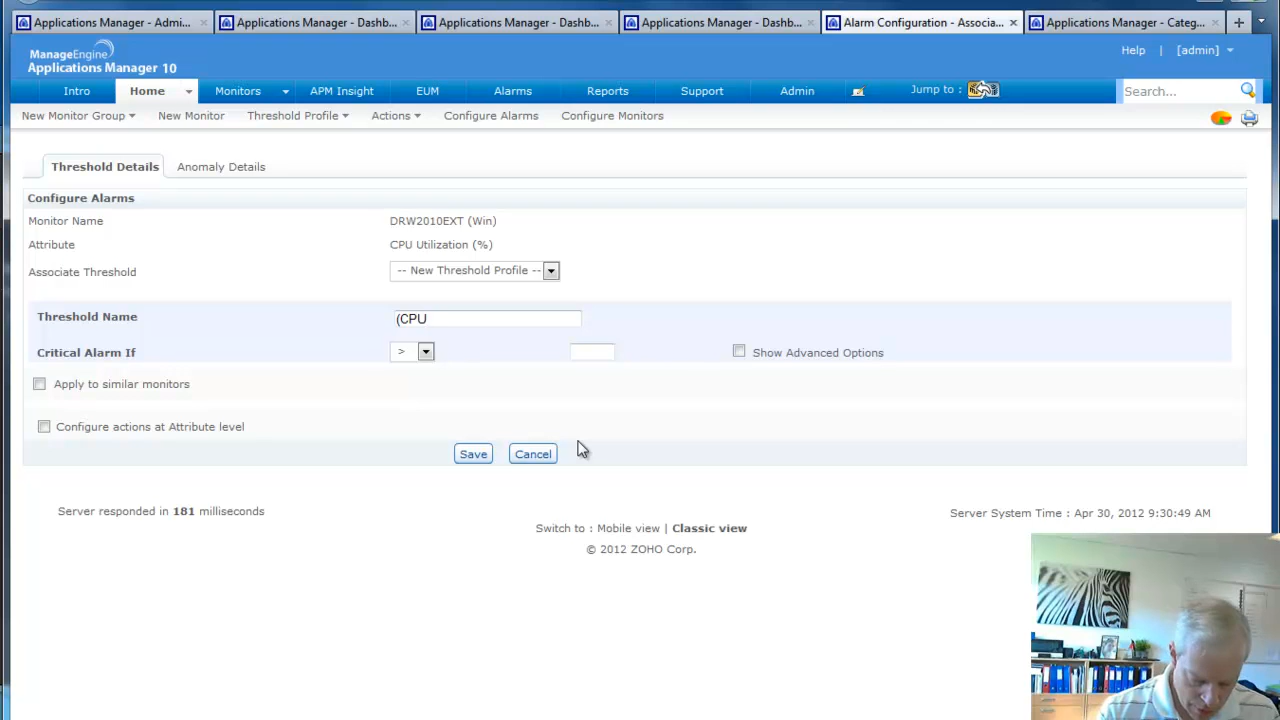 Applications Manager - Admi...
Applications Manager - Dashb...
Applications Manager - Dashb...
Applications Manager - Dashb...
Alarm Configuration - Associa...
Applications Manager - Categ...
ManageEngine
Applications Manager 10
Help | [admin]
Intro Home Monitors APM Insight EUM Alarms Reports Support Admin Jump to : Search...
New Monitor Group New Monitor Threshold Profile Actions Configure Alarms Configure Monitors
Threshold Details Anomaly Details
Configure Alarms
Monitor Name DRW2010EXT (Win)
Attribute CPU Utilization (%)
Associate Threshold -- New Threshold Profile --
Threshold Name (CPU
Critical Alarm If > Show Advanced Options
Apply to similar monitors
Configure actions at Attribute level
Save Cancel
Server responded in 181 milliseconds
Switch to : Mobile view | Classic view
Server System Time : Apr 30, 2012 9:30:49 AM
© 2012 ZOHO Corp.